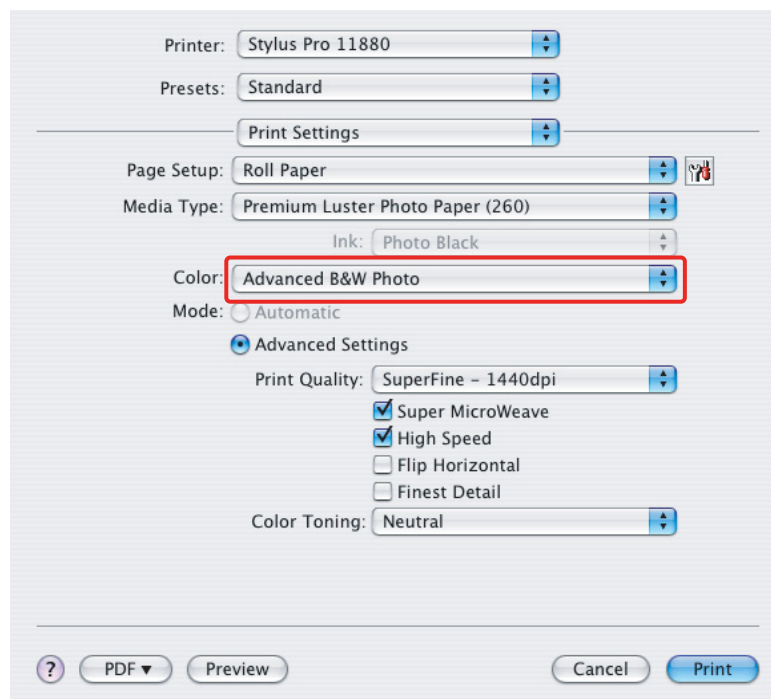 Printer: Stylus Pro 11880
Presets: Standard
Print Settings
Page Setup: Roll Paper
Media Type: Premium Luster Photo Paper (260)
Ink: Photo Black
Color: Advanced B&W Photo
Mode: Automatic
Advanced Settings
Print Quality: SuperFine – 1440dpi
Super MicroWeave
High Speed
Flip Horizontal
Finest Detail
Color Toning: Neutral
? PDF ▼ Preview Cancel Print